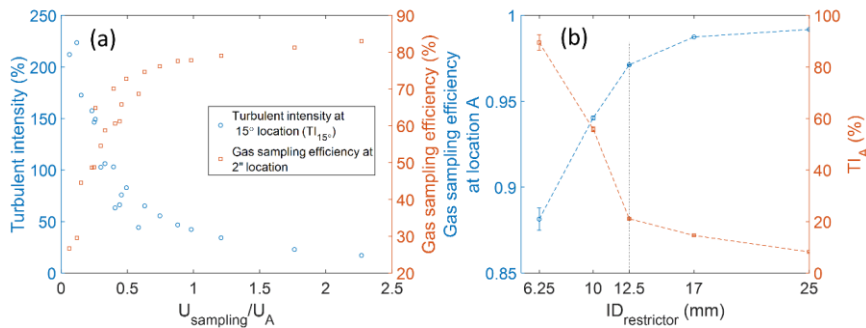 (a)
Turbulent intensity (%)
250
200
150
100
50
0
Turbulent intensity at
15° location (TI15°)
Gas sampling efficiency at
2" location
90
80
70
60
50
40
30
20
Gas sampling efficiency (%)
0 0.5 1 1.5 2 2.5
Usampling/UA
(b)
Gas sampling efficiency
at location A
1
0.95
0.9
0.85
100
80
60
40
20
0
TIΔ (%)
6.25 10 12.5 17 25
IDrestrictor (mm)